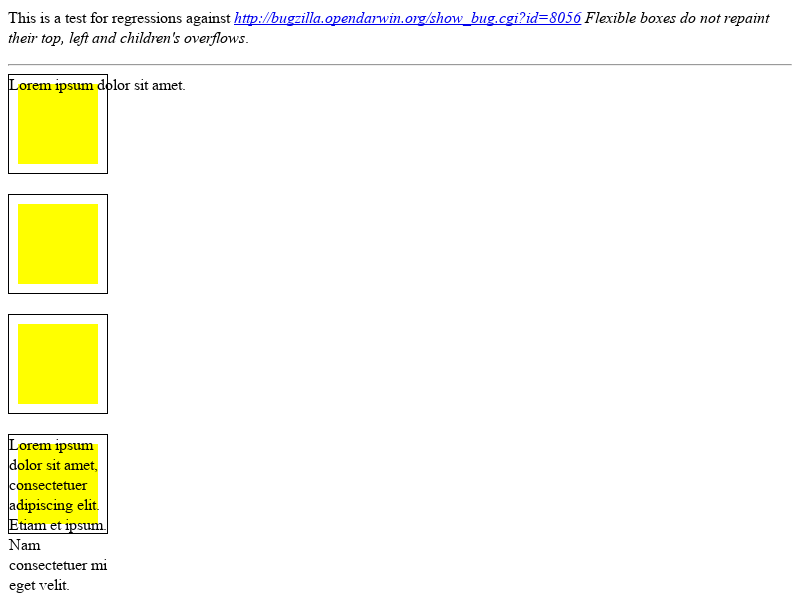 This is a test for regressions against http://bugzilla.opendarwin.org/show_bug.cgi?id=8056 Flexible boxes do not repaint
their top, left and children's overflows.
Lorem ipsum dolor sit amet.
Lorem ipsum
dolor sit amet,
consectetuer
adipiscing elit.
Etiam et ipsum.
Nam
consectetuer mi
eget velit.